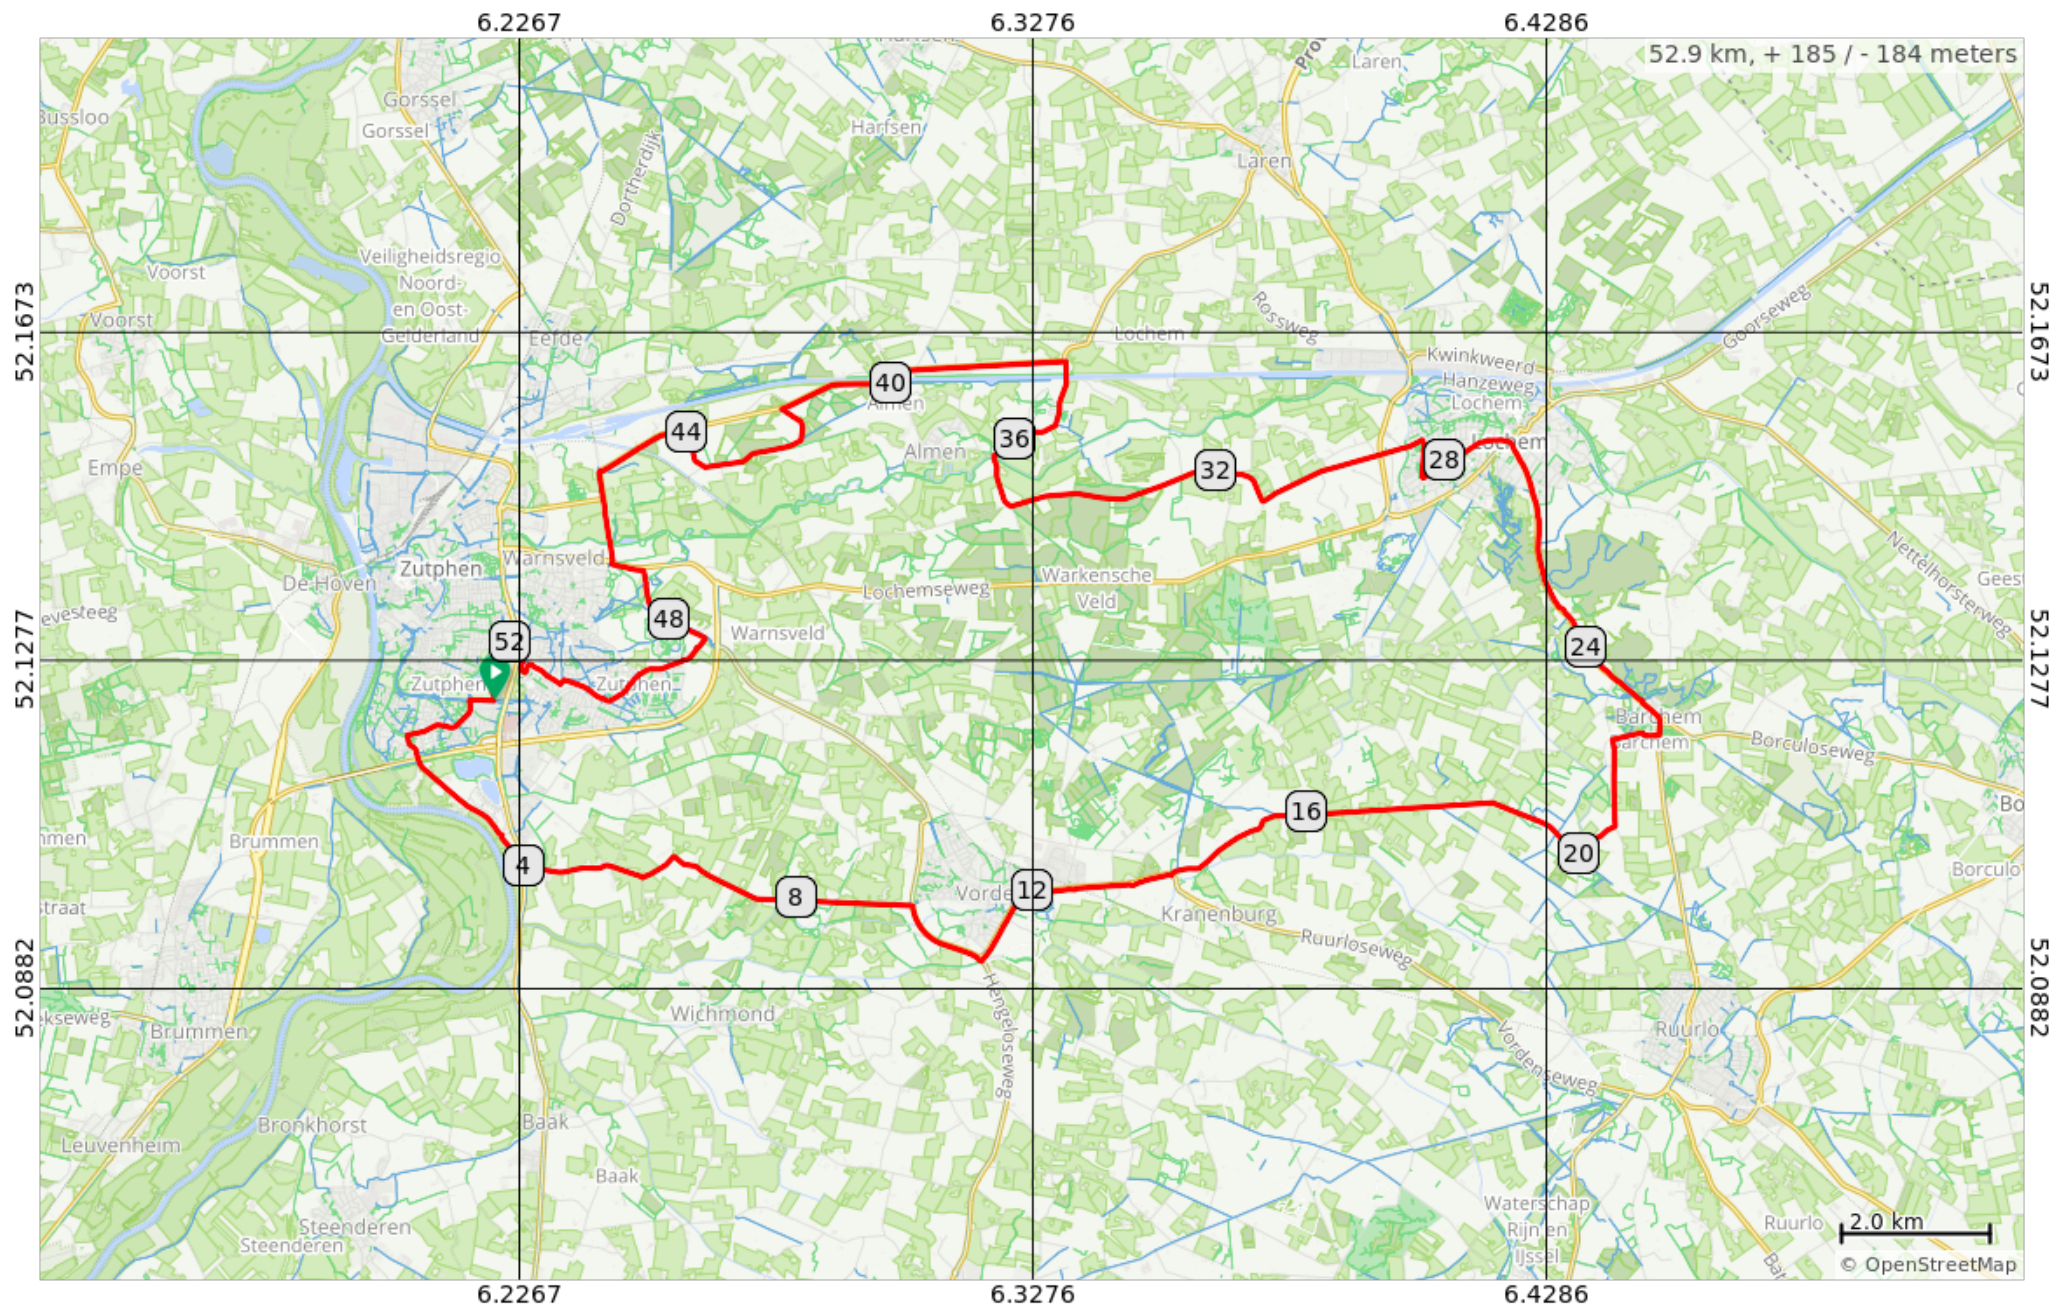 6.2267 6.3276 6.4286
52.9 km, + 185 / - 184 meters
Laren
Gorssel
Bussloo
Harfsen
Gorssel
Laren
Dortherdijk
Veiligheidsregio
Noord-
en Oost-
Gelderland
Voorst
Voorst
Rossweg
Goorseweg
52.1673
52.1673
Eefde
Lochem
Kwinkweerd
Hanzeweg
Lochem
40
Almen
44
36
Almen
Lochem
28
32
Empe
Warnsveld
Zutphen
De Hoven
Lochemseweg
Warkensche
Veld
Nettelhorsterweg
48
Warnsveld
52
24
52.1277
52.1277
Zutphen
Zutphen
Barchem
Barchem
Borculoseweg
16
Brummen
20
4
Borculo
8
12
Kranenburg
Ruurloseweg
Hengeloseweg
52.0882
52.0882
Wichmond
Brummen
Ruurlo
Vordenseweg
Baak
Bronkhorst
Leuvenheim
Baak
Waterschap
Rijn en
IJssel
Ruurlo
2.0 km
Steenderen
Steenderen
© OpenStreetMap
6.2267 6.3276 6.4286